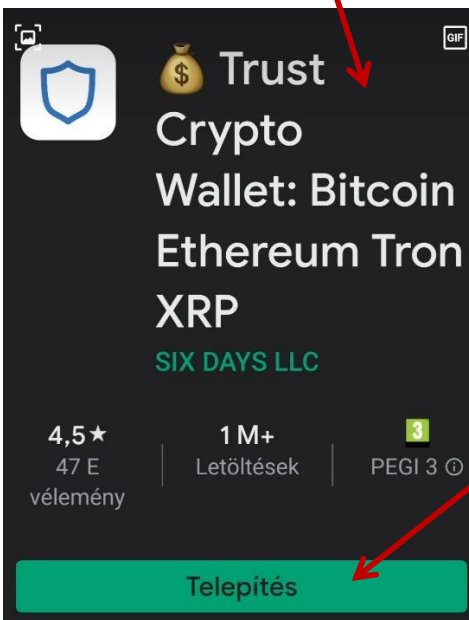 GIF
💰 Trust
Crypto
Wallet: Bitcoin
Ethereum Tron
XRP
SIX DAYS LLC
4,5★
47 E
vélemény
1 M+
Letöltések
3
PEGI 3 ⓘ
Telepítés